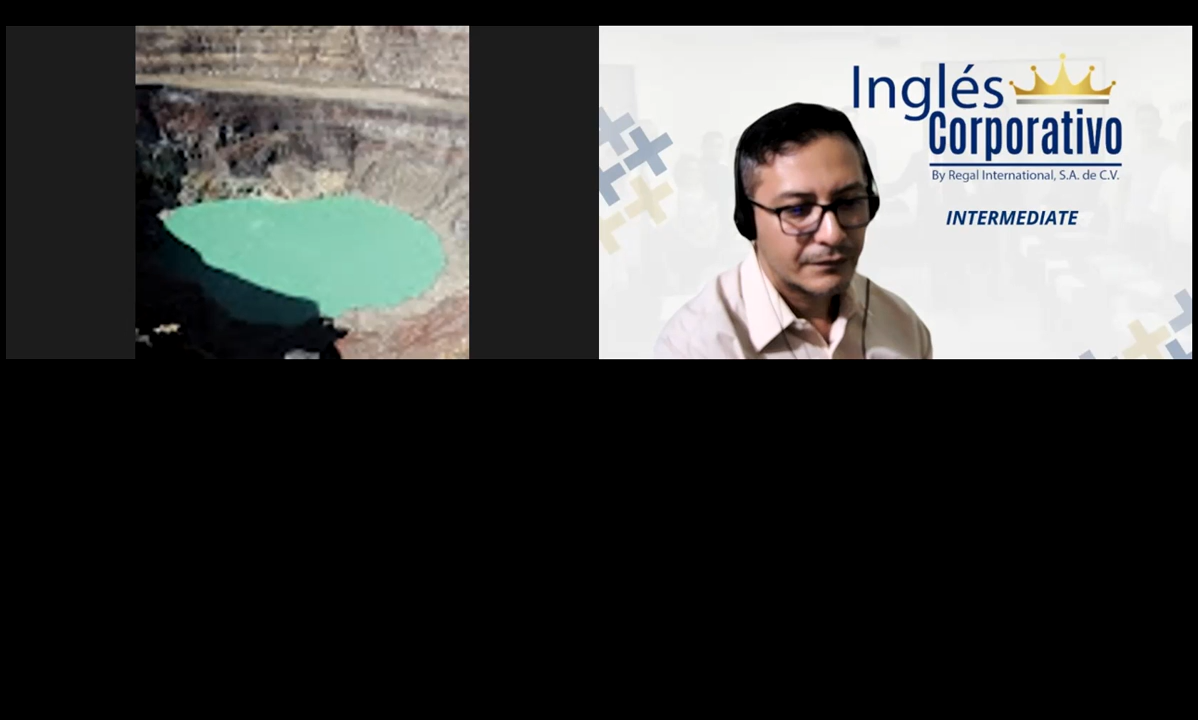 Inglés
Corporativo
By Regal International, S.A. de C.V.
INTERMEDIATE